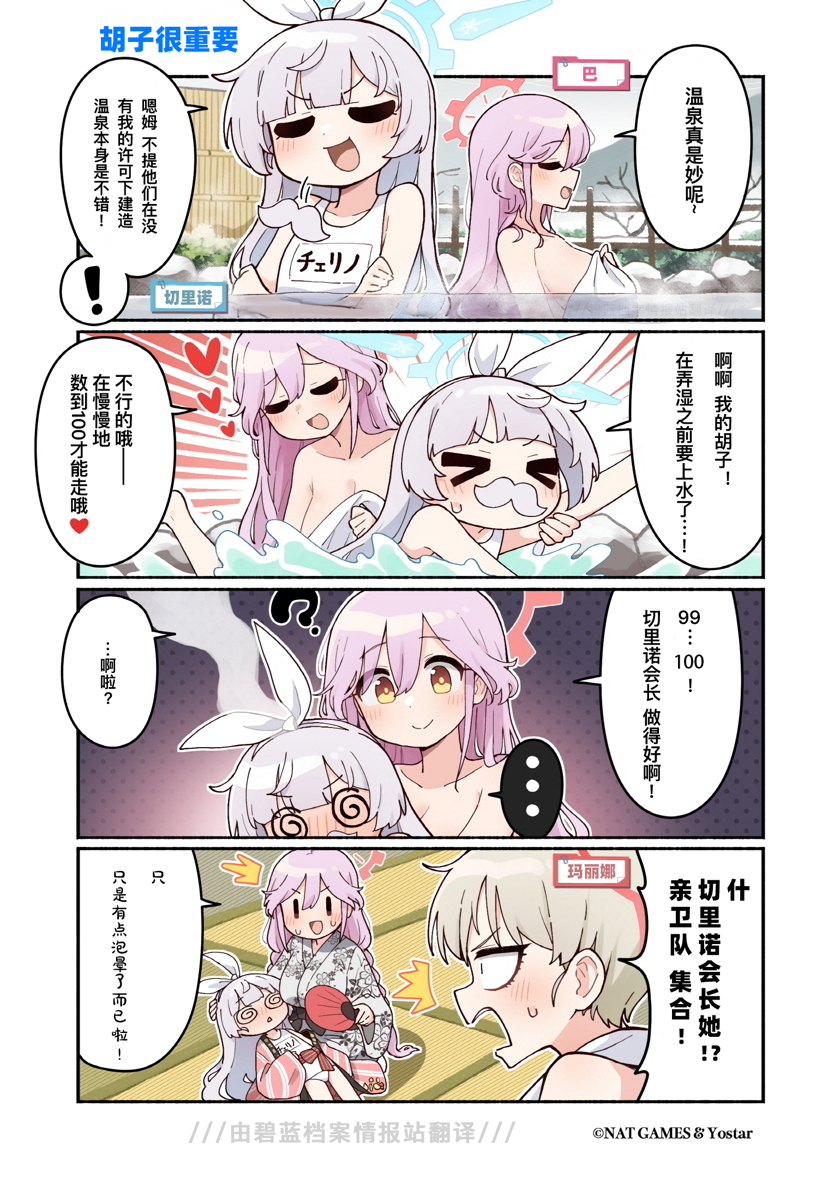 胡子很重要
巴
温泉真是妙呢~
嗯姆 不提他们在没
有我的许可下建造
温泉本身是不错！
チェリノ
切里诺
!
啊啊 我的胡子！
在弄湿之前要上水了…！
不行的哦——
在慢慢地
数到100才能走哦♥
99
…
100
！
切里诺会长 做得好啊！
?
…啊啦？
什
切里诺会长她!?
亲卫队 集合！
玛丽娜
只
只是有点泡晕了而已啦！
///由碧蓝档案情报站翻译///
©NAT GAMES & Yostar